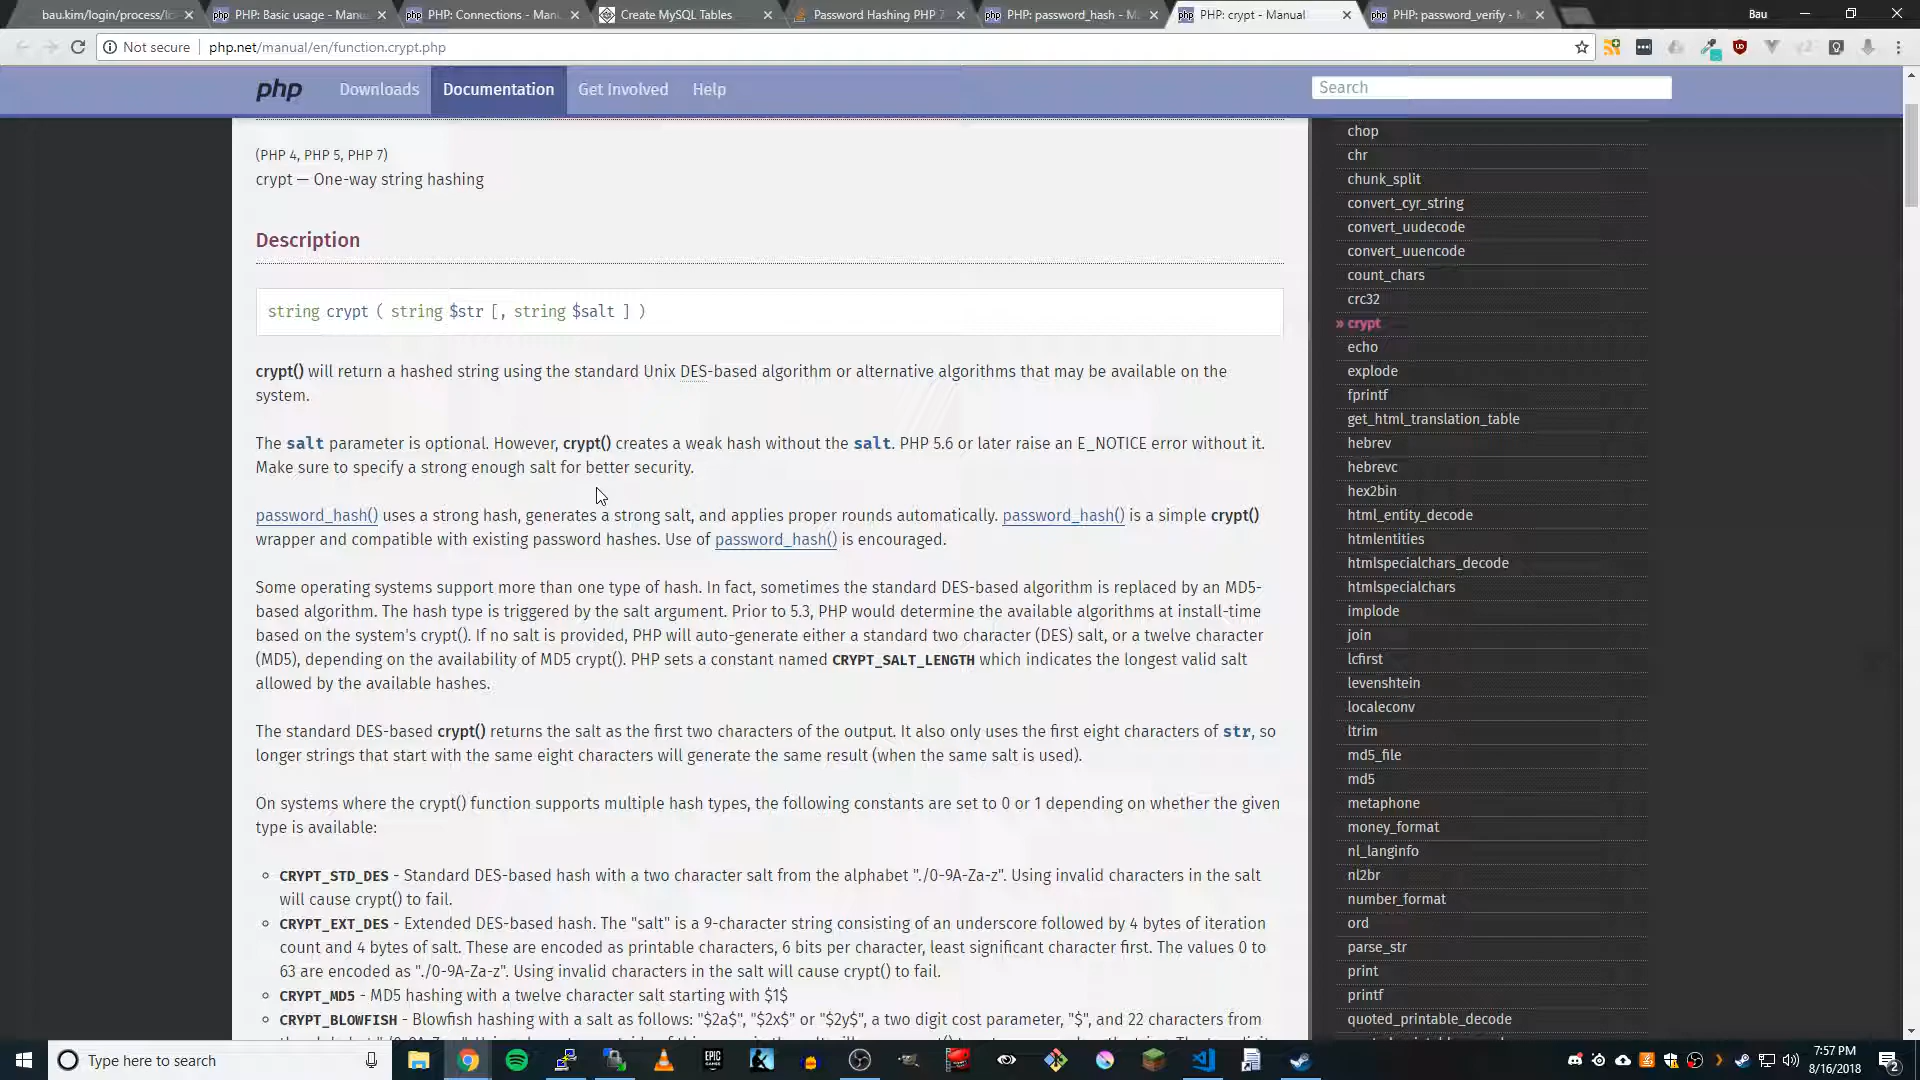 bau.kim/login/process/lo
PHP: Basic usage - Manu
PHP: Connections - Man
Create MySQL Tables
Password Hashing PHP 7
PHP: password_hash - M
PHP: crypt - Manual
PHP: password_verify - M
Bau
Not secure
php.net/manual/en/function.crypt.php
php
Downloads
Documentation
Get Involved
Help
Search
(PHP 4, PHP 5, PHP 7)
crypt — One-way string hashing
Description
string crypt ( string $str [, string $salt ] )
crypt() will return a hashed string using the standard Unix DES-based algorithm or alternative algorithms that may be available on the
system.
The salt parameter is optional. However, crypt() creates a weak hash without the salt. PHP 5.6 or later raise an E_NOTICE error without it.
Make sure to specify a strong enough salt for better security.
password_hash() uses a strong hash, generates a strong salt, and applies proper rounds automatically. password_hash() is a simple crypt()
wrapper and compatible with existing password hashes. Use of password_hash() is encouraged.
Some operating systems support more than one type of hash. In fact, sometimes the standard DES-based algorithm is replaced by an MD5-
based algorithm. The hash type is triggered by the salt argument. Prior to 5.3, PHP would determine the available algorithms at install-time
based on the system's crypt(). If no salt is provided, PHP will auto-generate either a standard two character (DES) salt, or a twelve character
(MD5), depending on the availability of MD5 crypt(). PHP sets a constant named CRYPT_SALT_LENGTH which indicates the longest valid salt
allowed by the available hashes.
The standard DES-based crypt() returns the salt as the first two characters of the output. It also only uses the first eight characters of str, so
longer strings that start with the same eight characters will generate the same result (when the same salt is used).
On systems where the crypt() function supports multiple hash types, the following constants are set to 0 or 1 depending on whether the given
type is available:
CRYPT_STD_DES - Standard DES-based hash with a two character salt from the alphabet "./0-9A-Za-z". Using invalid characters in the salt
will cause crypt() to fail.
CRYPT_EXT_DES - Extended DES-based hash. The "salt" is a 9-character string consisting of an underscore followed by 4 bytes of iteration
count and 4 bytes of salt. These are encoded as printable characters, 6 bits per character, least significant character first. The values 0 to
63 are encoded as "./0-9A-Za-z". Using invalid characters in the salt will cause crypt() to fail.
CRYPT_MD5 - MD5 hashing with a twelve character salt starting with $1$
CRYPT_BLOWFISH - Blowfish hashing with a salt as follows: "$2a$", "$2x$" or "$2y$", a two digit cost parameter, "$", and 22 characters from
chop
chr
chunk_split
convert_cyr_string
convert_uudecode
convert_uuencode
count_chars
crc32
» crypt
echo
explode
fprintf
get_html_translation_table
hebrev
hebrevc
hex2bin
html_entity_decode
htmlentities
htmlspecialchars_decode
htmlspecialchars
implode
join
lcfirst
levenshtein
localeconv
ltrim
md5_file
md5
metaphone
money_format
nl_langinfo
nl2br
number_format
ord
parse_str
print
printf
quoted_printable_decode
Type here to search
EPIC
GAMES
7:57 PM
8/16/2018
2